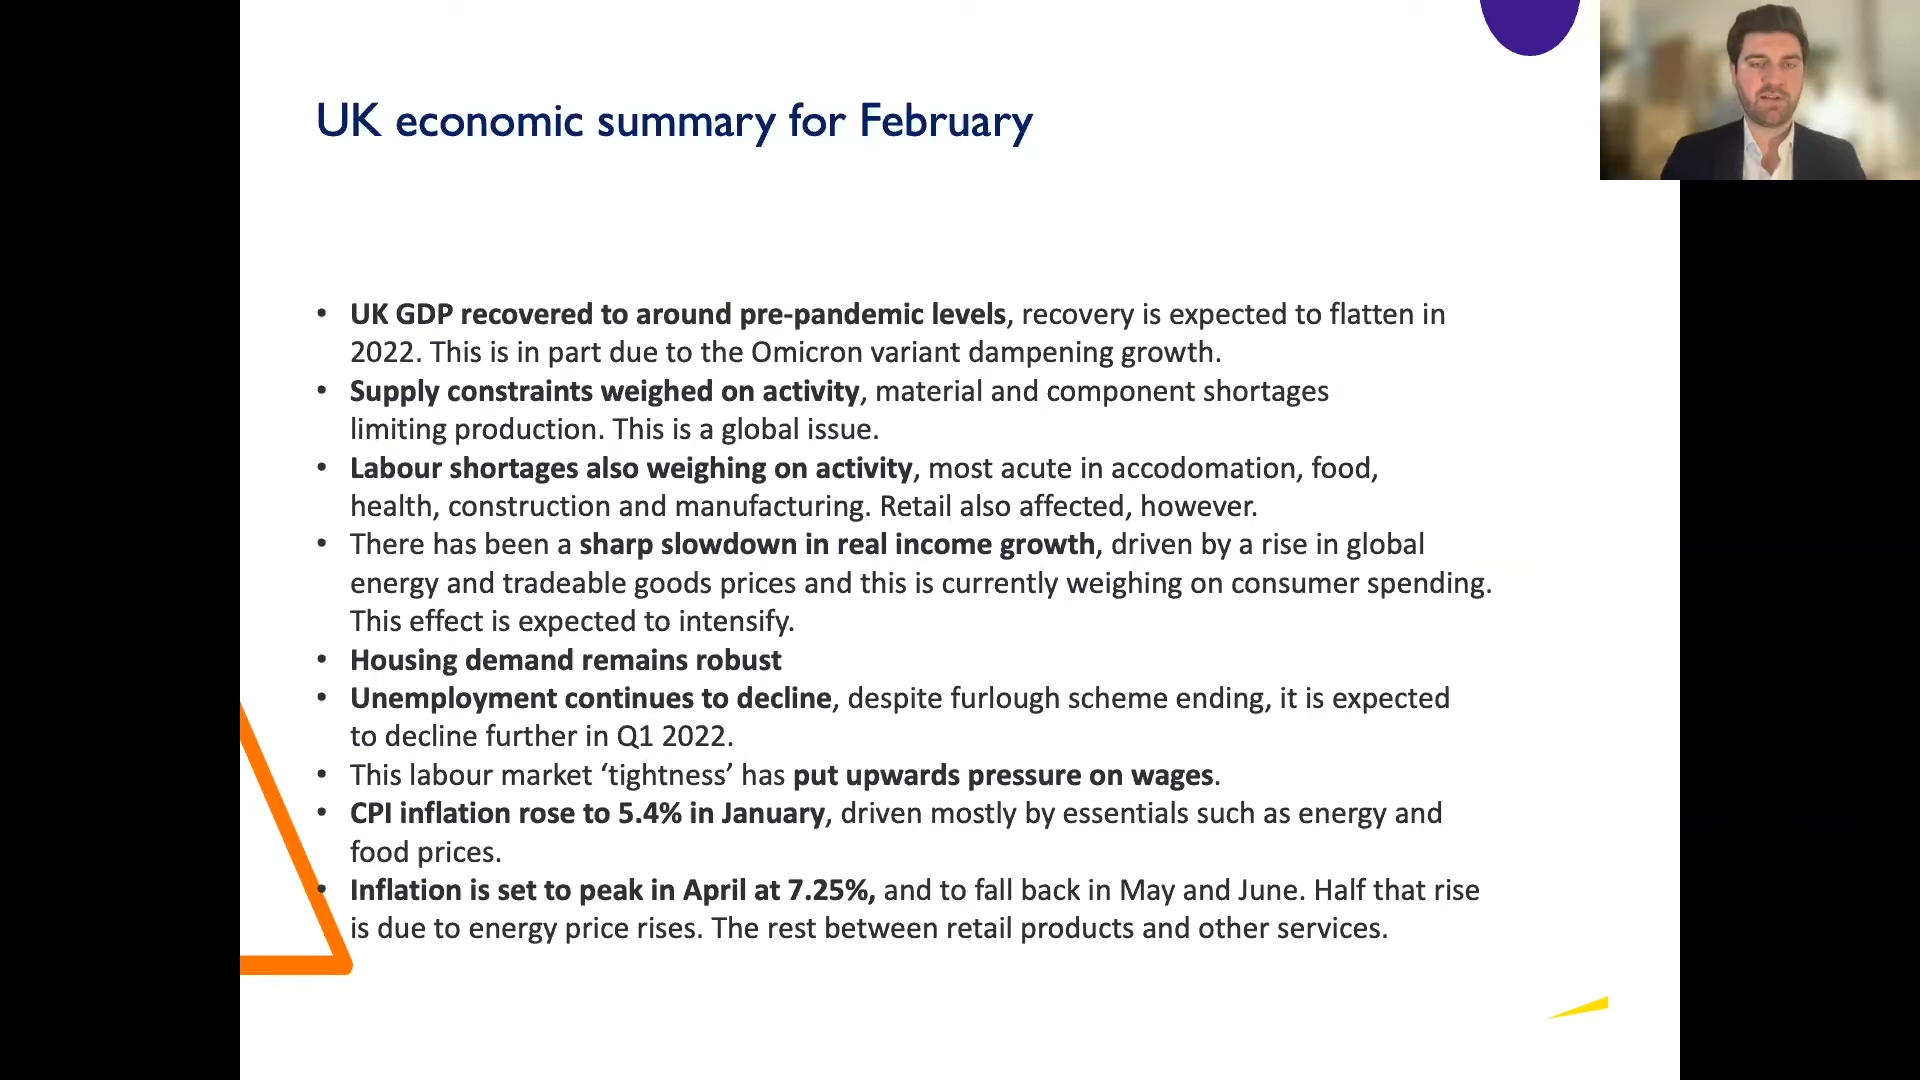 UK economic summary for February
• UK GDP recovered to around pre-pandemic levels, recovery is expected to flatten in
2022. This is in part due to the Omicron variant dampening growth.
• Supply constraints weighed on activity, material and component shortages
limiting production. This is a global issue.
• Labour shortages also weighing on activity, most acute in accodomation, food,
health, construction and manufacturing. Retail also affected, however.
• There has been a sharp slowdown in real income growth, driven by a rise in global
energy and tradeable goods prices and this is currently weighing on consumer spending.
This effect is expected to intensify.
• Housing demand remains robust
• Unemployment continues to decline, despite furlough scheme ending, it is expected
to decline further in Q1 2022.
• This labour market ‘tightness’ has put upwards pressure on wages.
• CPI inflation rose to 5.4% in January, driven mostly by essentials such as energy and
food prices.
• Inflation is set to peak in April at 7.25%, and to fall back in May and June. Half that rise
is due to energy price rises. The rest between retail products and other services.